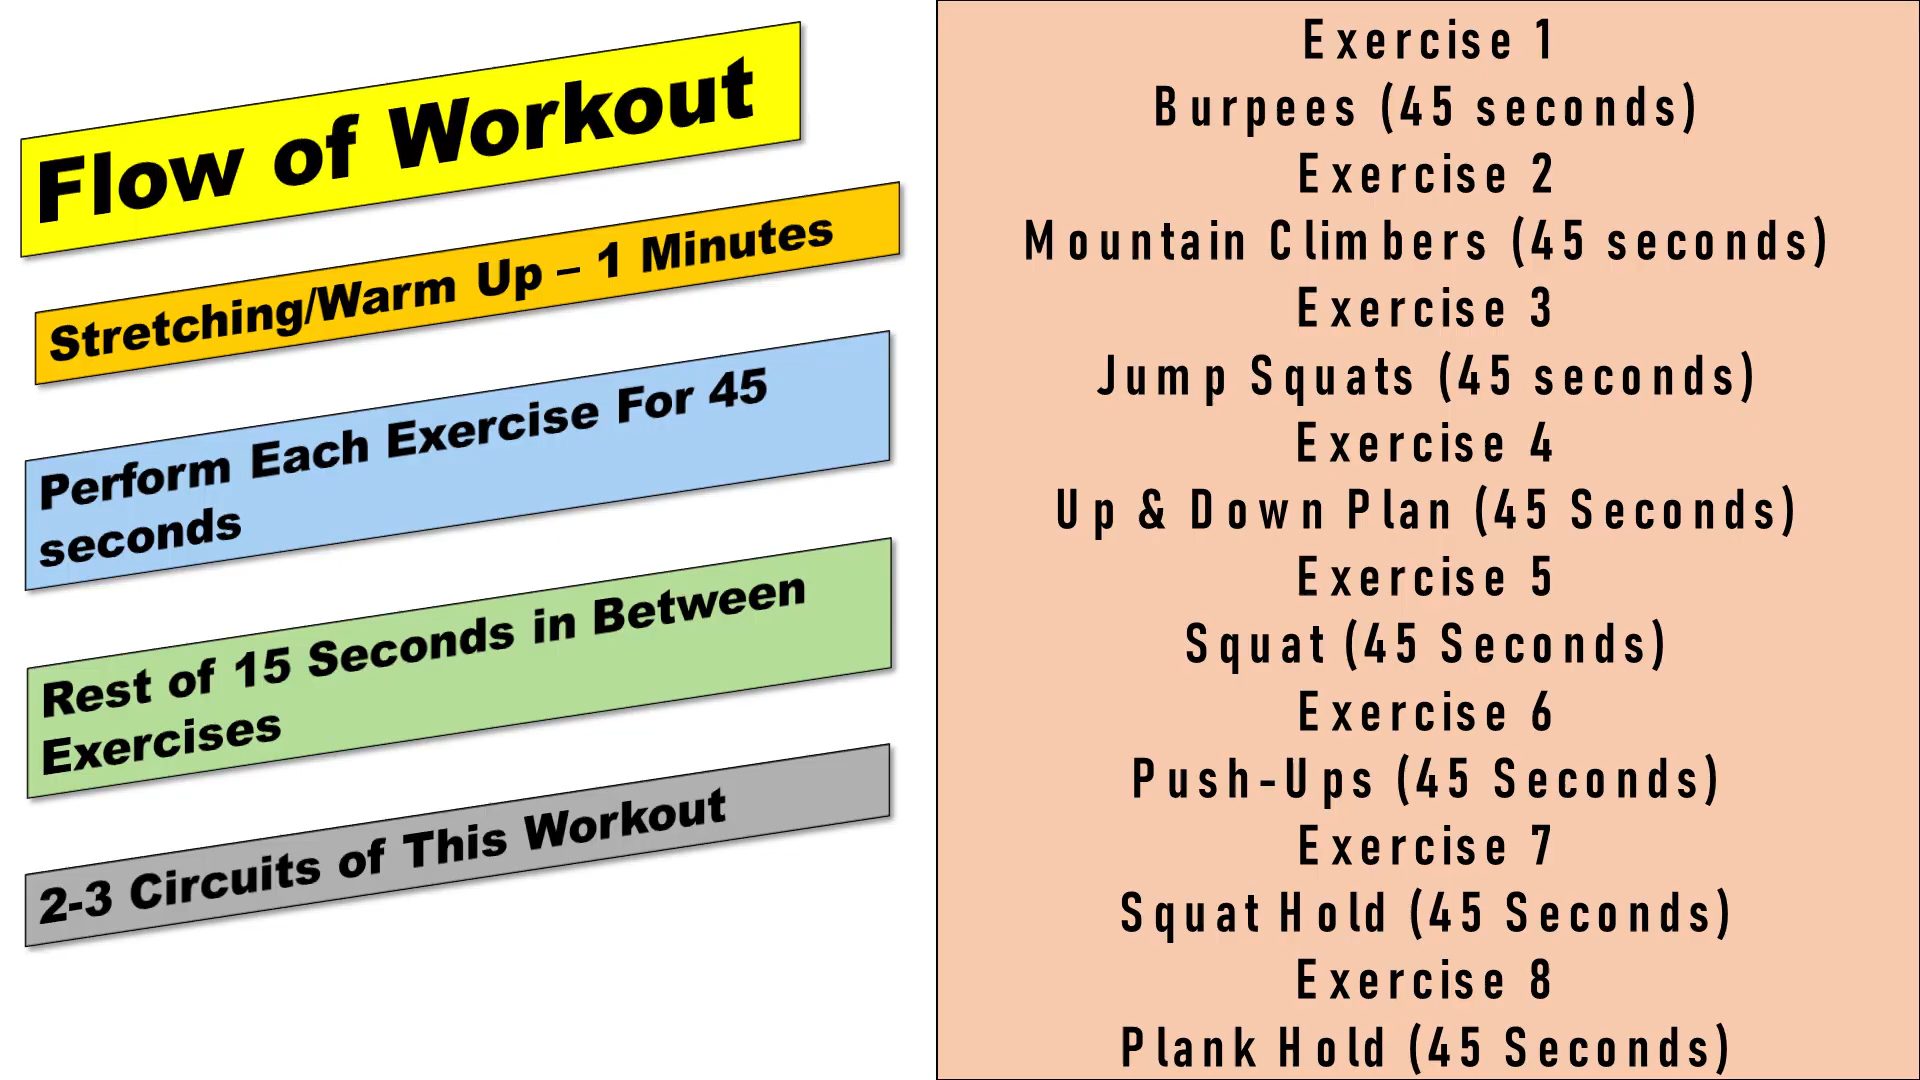 Flow of Workout
Stretching/Warm Up – 1 Minutes
Perform Each Exercise For 45
seconds
Rest of 15 Seconds in Between
Exercises
2-3 Circuits of This Workout
Exercise 1
Burpees (45 seconds)
Exercise 2
Mountain Climbers (45 seconds)
Exercise 3
Jump Squats (45 seconds)
Exercise 4
Up & Down Plan (45 Seconds)
Exercise 5
Squat (45 Seconds)
Exercise 6
Push-Ups (45 Seconds)
Exercise 7
Squat Hold (45 Seconds)
Exercise 8
Plank Hold (45 Seconds)